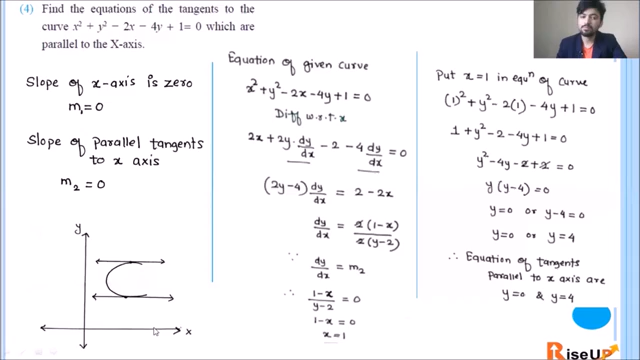 (4) Find the equations of the tangents to the
curve x² + y² − 2x − 4y + 1= 0 which are
parallel to the X-axis.
Slope of x-axis is zero
m₁=0
Slope of parallel tangents
to x axis
m₂ = 0
y
x
Equation of given curve
x²+y²-2x-4y+1=0
Diff w.r.t. x
2x+2y.dy/dx - 2 - 4 dy/dx = 0
(2y-4) dy/dx = 2 - 2x
dy/dx = 2(1-x)/2(y-2)
∵ dy/dx = m₂
∴ 1-x/y-2 = 0
1-x = 0
x=1
Put x=1 in equⁿ of curve
(1)²+y²-2(1)-4y+1=0
1+y²-2-4y+1=0
y²-4y-2+2=0
y(y-4)=0
y=0 or y-4=0
y=0 or y=4
∴ Equation of tangents
Parallel to x axis are
y=0 & y=4
RiseUP